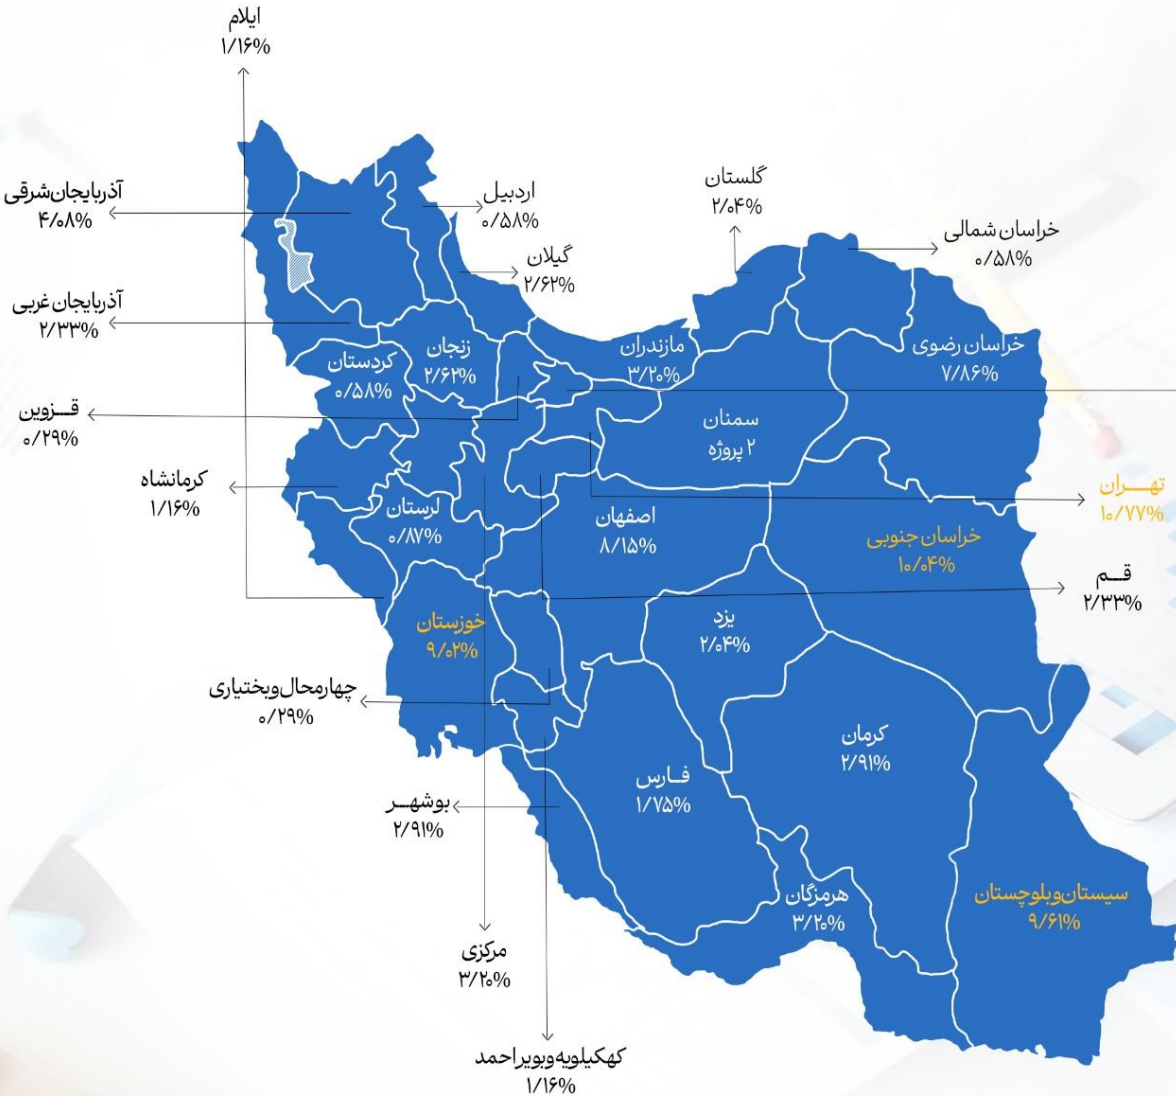 ایلام
۱/۱۶%
آذربایجان شرقی
۴/۰۸%
اردبیل
۰/۵۸%
گلستان
۲/۰۴%
خراسان شمالی
۰/۵۸%
گیلان
۲/۶۲%
آذربایجان غربی
۲/۳۳%
کردستان
۰/۵۸%
زنجان
۲/۶۲%
مازندران
۳/۲۰%
خراسان رضوی
۷/۸۶%
قزوین
۰/۲۹%
سمنان
۲ پروژه
کرمانشاه
۱/۱۶%
تهران
۱۰/۷۷%
لرستان
۰/۸۷%
اصفهان
۸/۱۵%
خراسان جنوبی
۱۰/۰۴%
قم
۲/۳۳%
خوزستان
۹/۰۲%
یزد
۲/۰۴%
چهارمحال و بختیاری
۰/۲۹%
کرمان
۲/۹۱%
فارس
۱/۷۵%
بوشهر
۲/۹۱%
هرمزگان
۳/۲۰%
سیستان و بلوچستان
۹/۶۱%
مرکزی
۳/۲۰%
کهکیلویه و بویراحمد
۱/۱۶%